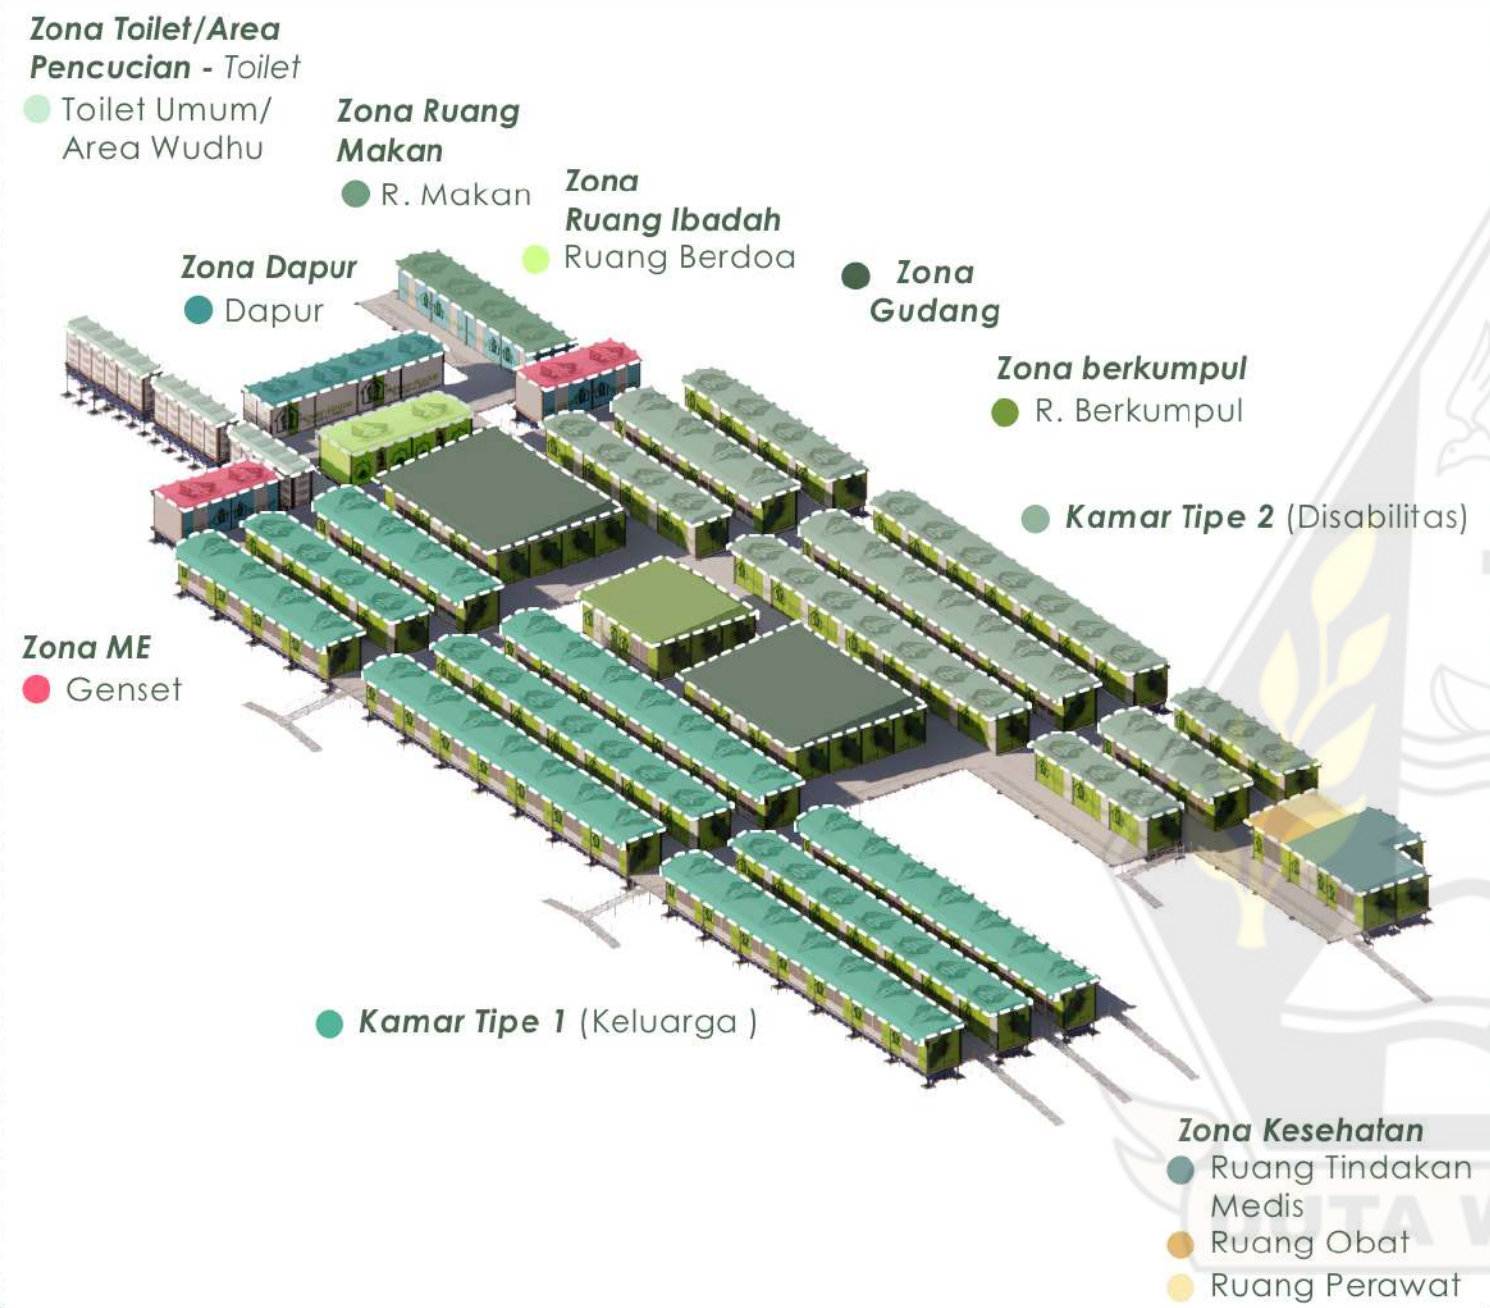 Zona Toilet/Area
Pencucian - Toilet
Toilet Umum/
Area Wudhu
Zona Ruang
Makan
R. Makan
Zona
Ruang Ibadah
Ruang Berdoa
Zona Dapur
Dapur
Zona
Gudang
Zona berkumpul
R. Berkumpul
Kamar Tipe 2 (Disabilitas)
Zona ME
Genset
Kamar Tipe 1 (Keluarga )
Zona Kesehatan
Ruang Tindakan
Medis
Ruang Obat
Ruang Perawat
DUTA W